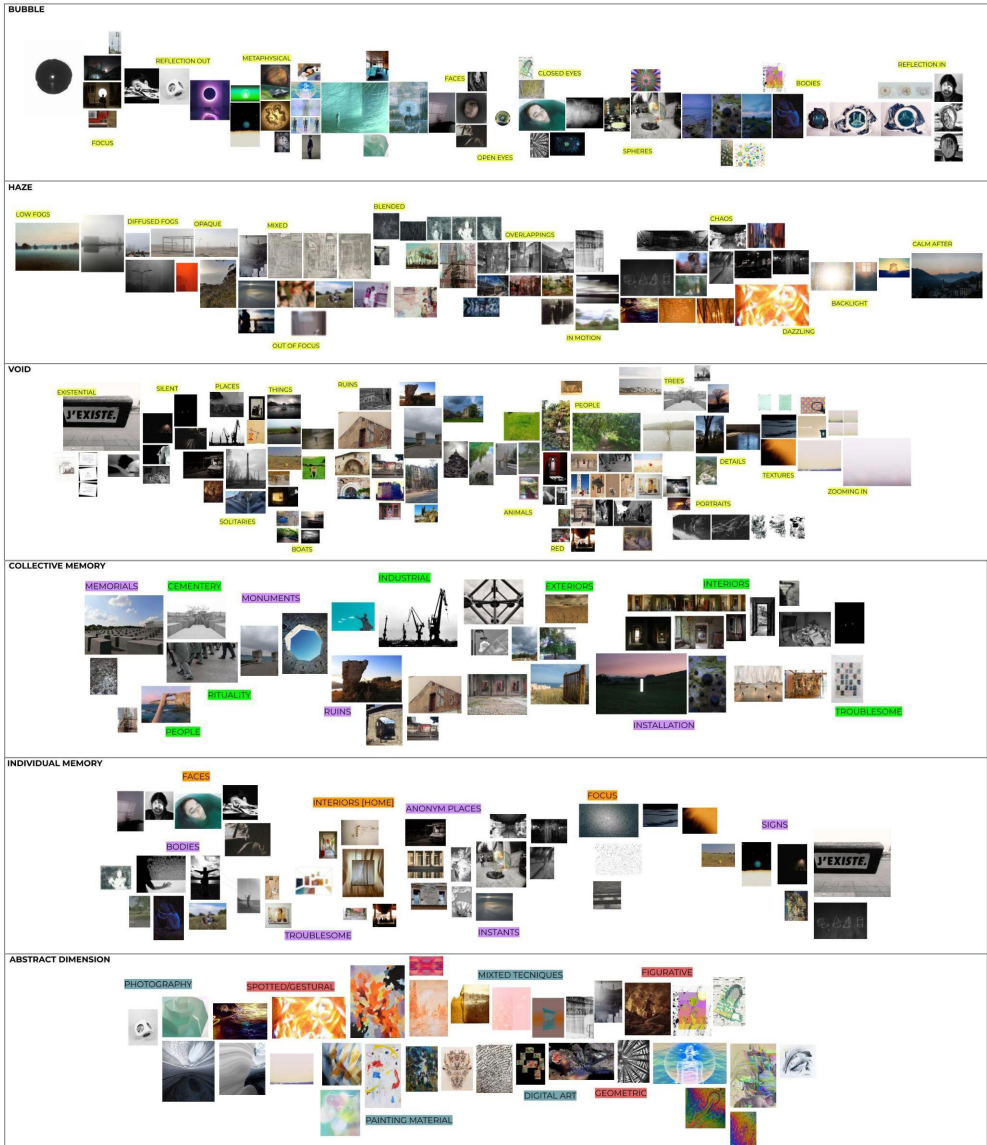 BUBBLE
REFLECTION OUT
METAPHYSICAL
FACES
CLOSED EYES
BODIES
REFLECTION IN
FOCUS
OPEN EYES
SPHERES
HAZE
LOW FOGS
DIFFUSED FOGS
OPAQUE
MIXED
BLENDED
OVERLAPPINGS
CHAOS
CALM AFTER
BACKLIGHT
DAZZLING
IN MOTION
OUT OF FOCUS
VOID
EXISTENTIAL
J'EXISTE.
SILENT
PLACES
THINGS
RUINS
PEOPLE
TREES
DETAILS
TEXTURES
ZOOMING IN
PORTRAITS
ANIMALS
SOLITARIES
BOATS
RED
COLLECTIVE MEMORY
MEMORIALS
CEMENTERY
MONUMENTS
INDUSTRIAL
EXTERIORS
INTERIORS
RITUALITY
RUINS
PEOPLE
INSTALLATION
TROUBLESOME
INDIVIDUAL MEMORY
FACES
INTERIORS [HOME]
ANONYM PLACES
FOCUS
SIGNS
BODIES
J'EXISTE.
TROUBLESOME
INSTANTS
ABSTRACT DIMENSION
PHOTOGRAPHY
SPOTTED/GESTURAL
MIXTED TECNIQUES
FIGURATIVE
DIGITAL ART
GEOMETRIC
PAINTING MATERIAL